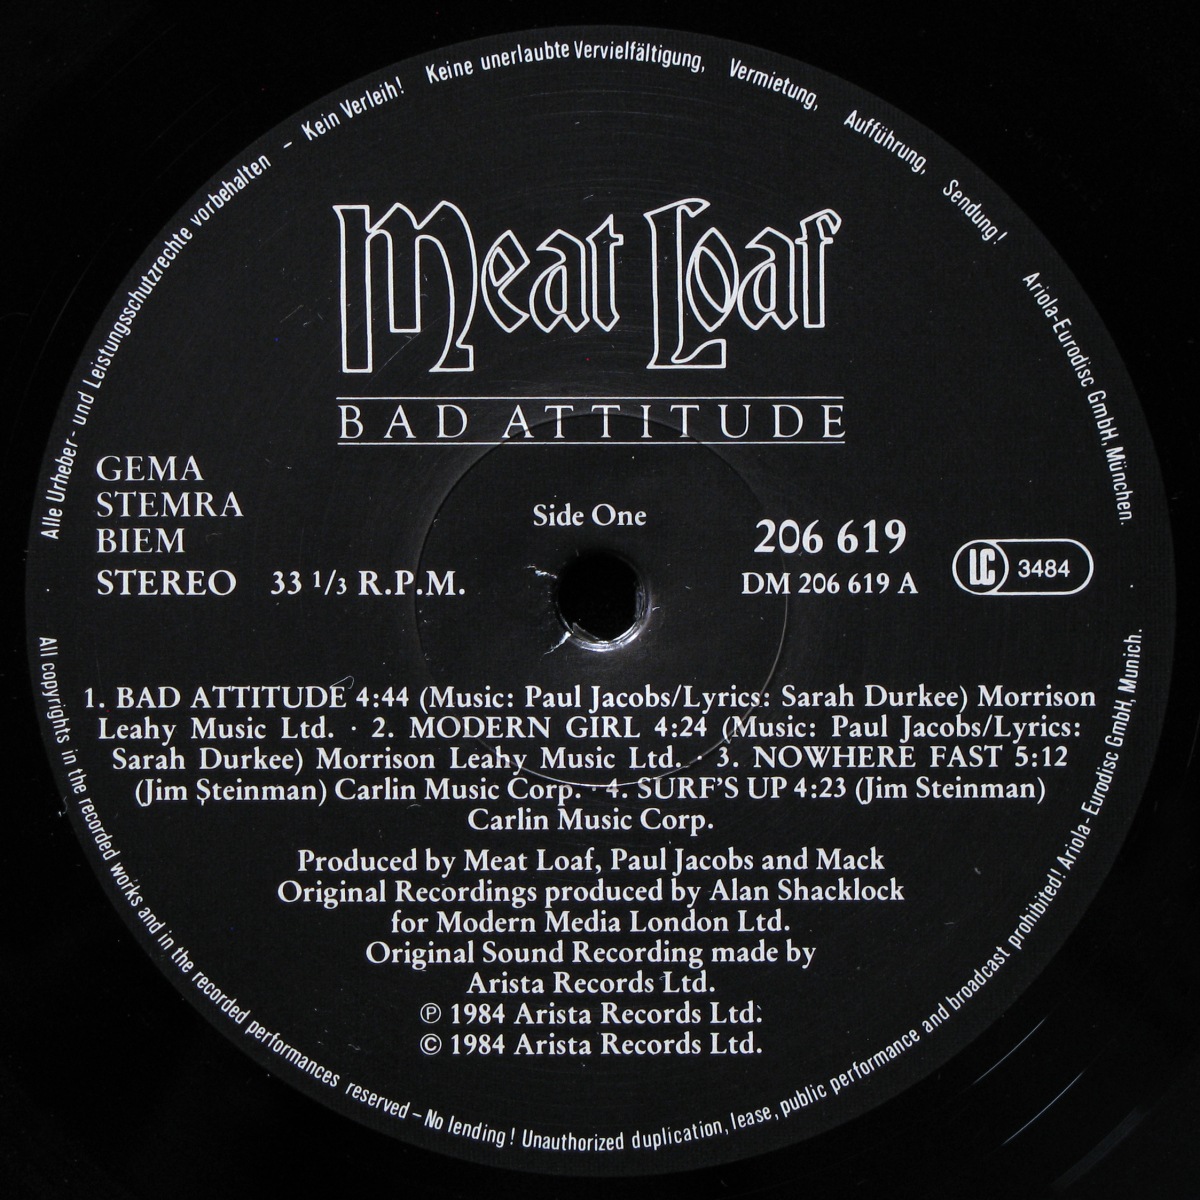 Alle Urheber- und Leistungsschutzrechte vorbehalten – Kein Verleih! Keine unerlaubte Vervielfältigung, Vermietung, Aufführung, Sendung! Ariola-Eurodisc GmbH, München.
Meat Loaf
BAD ATTITUDE
GEMA
STEMRA
BIEM
STEREO 33 1/3 R.P.M.
Side One
206 619
DM 206 619 A
LC 3484
1. BAD ATTITUDE 4:44 (Music: Paul Jacobs/Lyrics: Sarah Durkee) Morrison
Leahy Music Ltd. · 2. MODERN GIRL 4:24 (Music: Paul Jacobs/Lyrics:
Sarah Durkee) Morrison Leahy Music Ltd. · 3. NOWHERE FAST 5:12
(Jim Steinman) Carlin Music Corp. · 4. SURF'S UP 4:23 (Jim Steinman)
Carlin Music Corp.
Produced by Meat Loaf, Paul Jacobs and Mack
Original Recordings produced by Alan Shacklock
for Modern Media London Ltd.
Original Sound Recording made by
Arista Records Ltd.
℗ 1984 Arista Records Ltd.
© 1984 Arista Records Ltd.
All copyrights in the recorded works and in the recorded performances reserved – No lending! Unauthorized duplication, lease, public performance and broadcast prohibited! Ariola-Eurodisc GmbH, Munich.